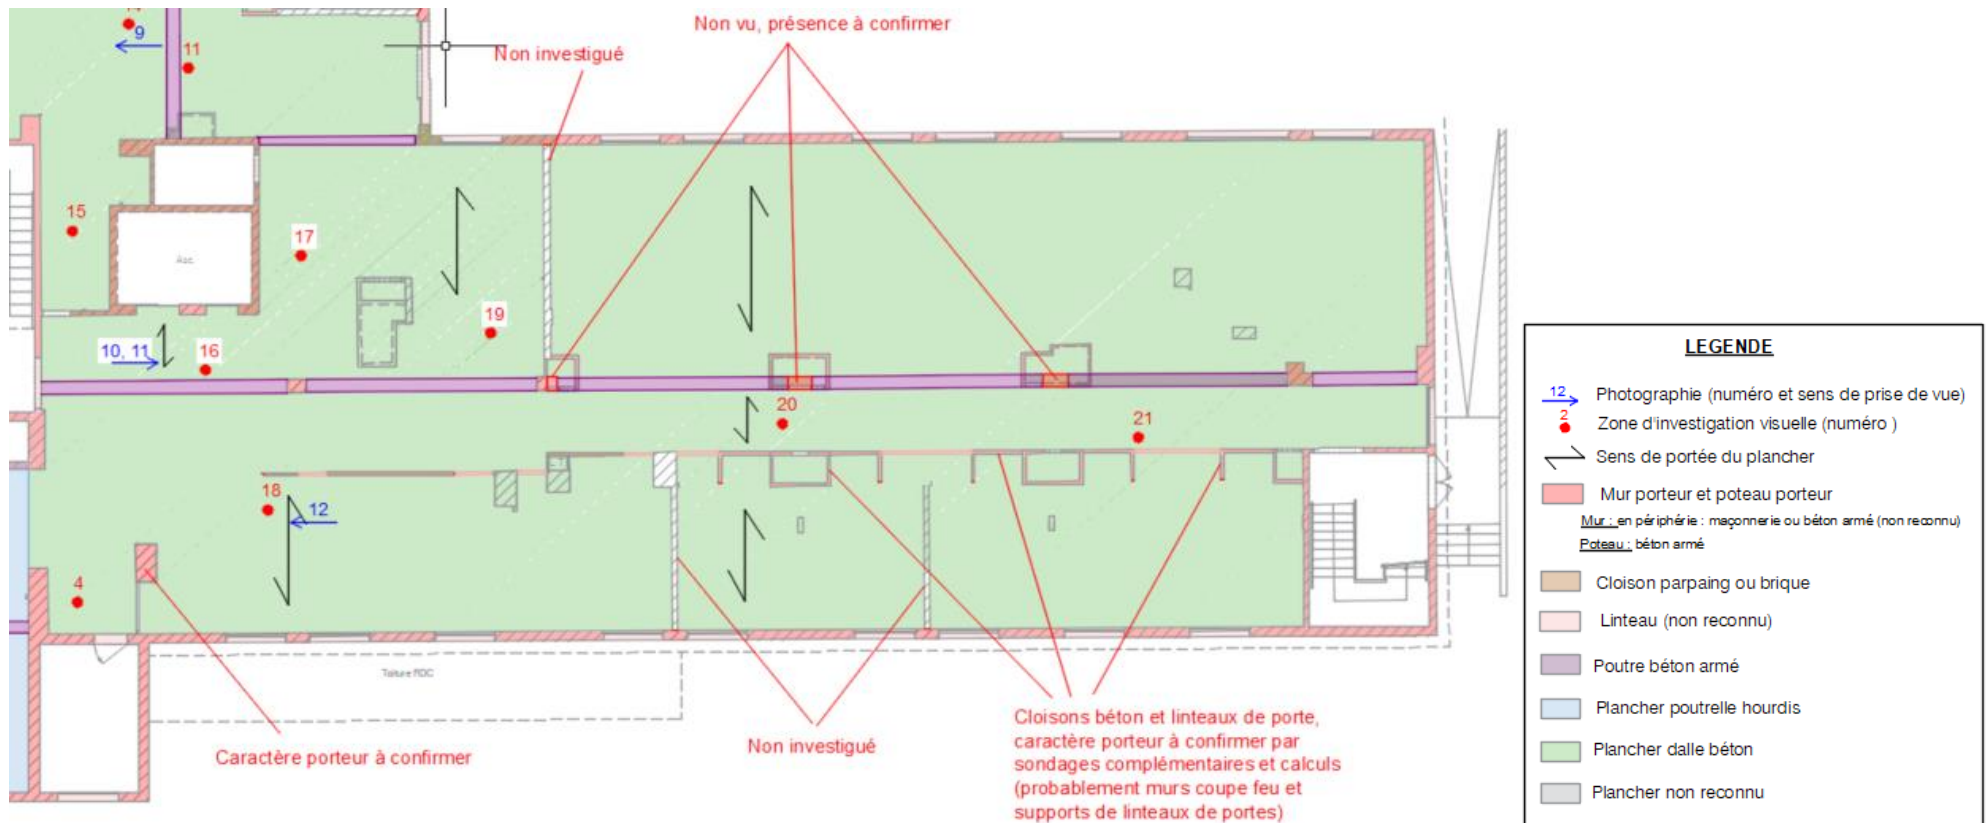 Non vu, présence à confirmer
9
11
Non investigué
15
17
Asc.
19
10, 11
16
20
21
18
12
4
Toiture RDC
Caractère porteur à confirmer
Non investigué
Cloisons béton et linteaux de porte,
caractère porteur à confirmer par
sondages complémentaires et calculs
(probablement murs coupe feu et
supports de linteaux de portes)
LEGENDE
12 Photographie (numéro et sens de prise de vue)
2 Zone d'investigation visuelle (numéro )
Sens de portée du plancher
Mur porteur et poteau porteur
Mur : en périphérie : maçonnerie ou béton armé (non reconnu)
Poteau : béton armé
Cloison parpaing ou brique
Linteau (non reconnu)
Poutre béton armé
Plancher poutrelle hourdis
Plancher dalle béton
Plancher non reconnu